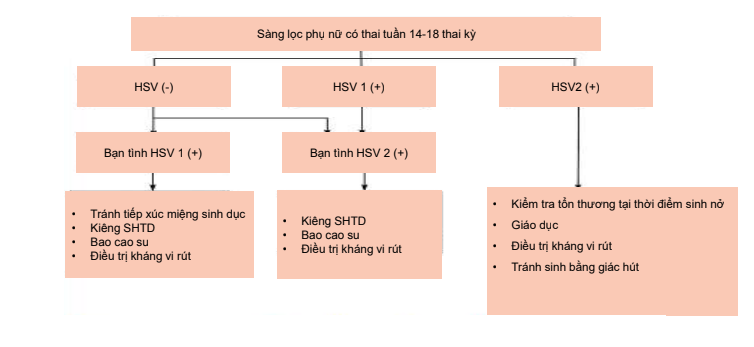 Sàng lọc phụ nữ có thai tuần 14-18 thai kỳ
HSV (-)
HSV 1 (+)
HSV2 (+)
Bạn tình HSV 1 (+)
Bạn tình HSV 2 (+)
• Tránh tiếp xúc miệng sinh dục
• Kiêng SHTD
• Bao cao su
• Điều trị kháng vi rút
• Kiêng SHTD
• Bao cao su
• Điều trị kháng vi rút
• Kiểm tra tổn thương tại thời điểm sinh nở
• Giáo dục
• Điều trị kháng vi rút
• Tránh sinh bằng giác hút